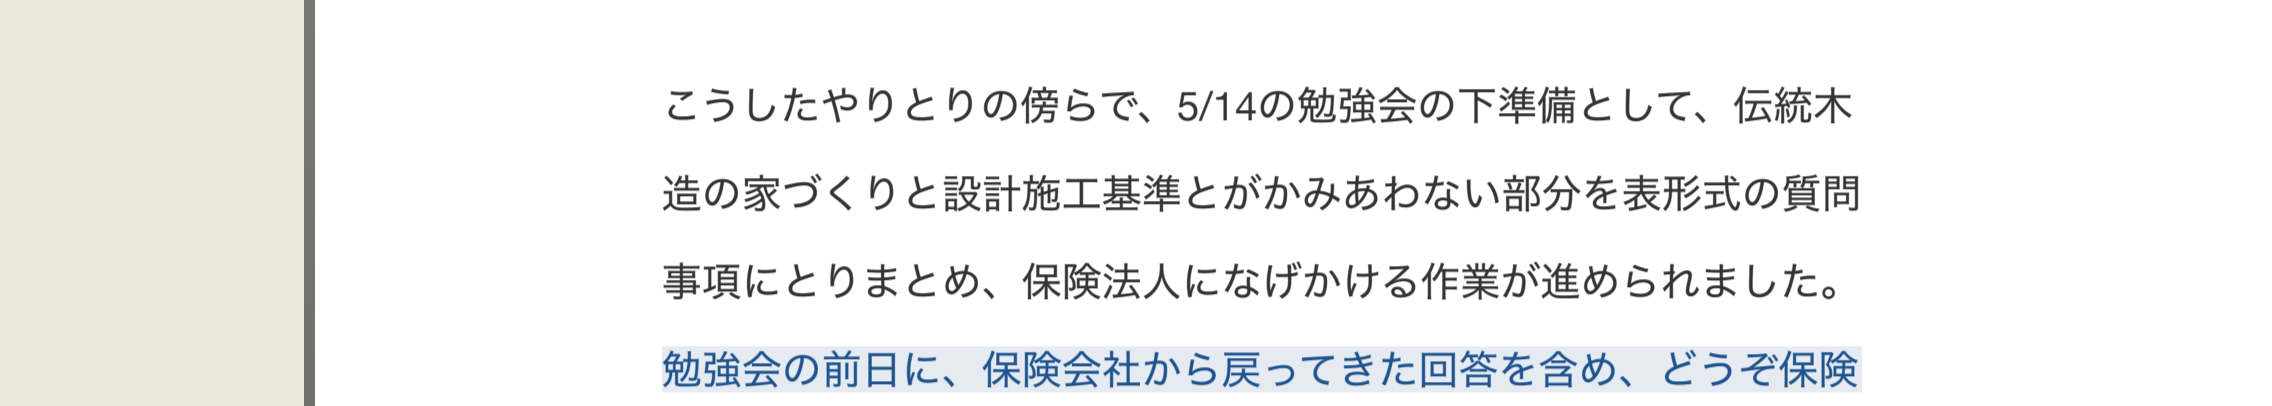 こうしたやりとりの傍らで、5/14の勉強会の下準備として、伝統木
造の家づくりと設計施工基準とがかみあわない部分を表形式の質問
事項にとりまとめ、保険法人になげかける作業が進められました。
勉強会の前日に、保険会社から戻ってきた回答を含め、どうぞ保険